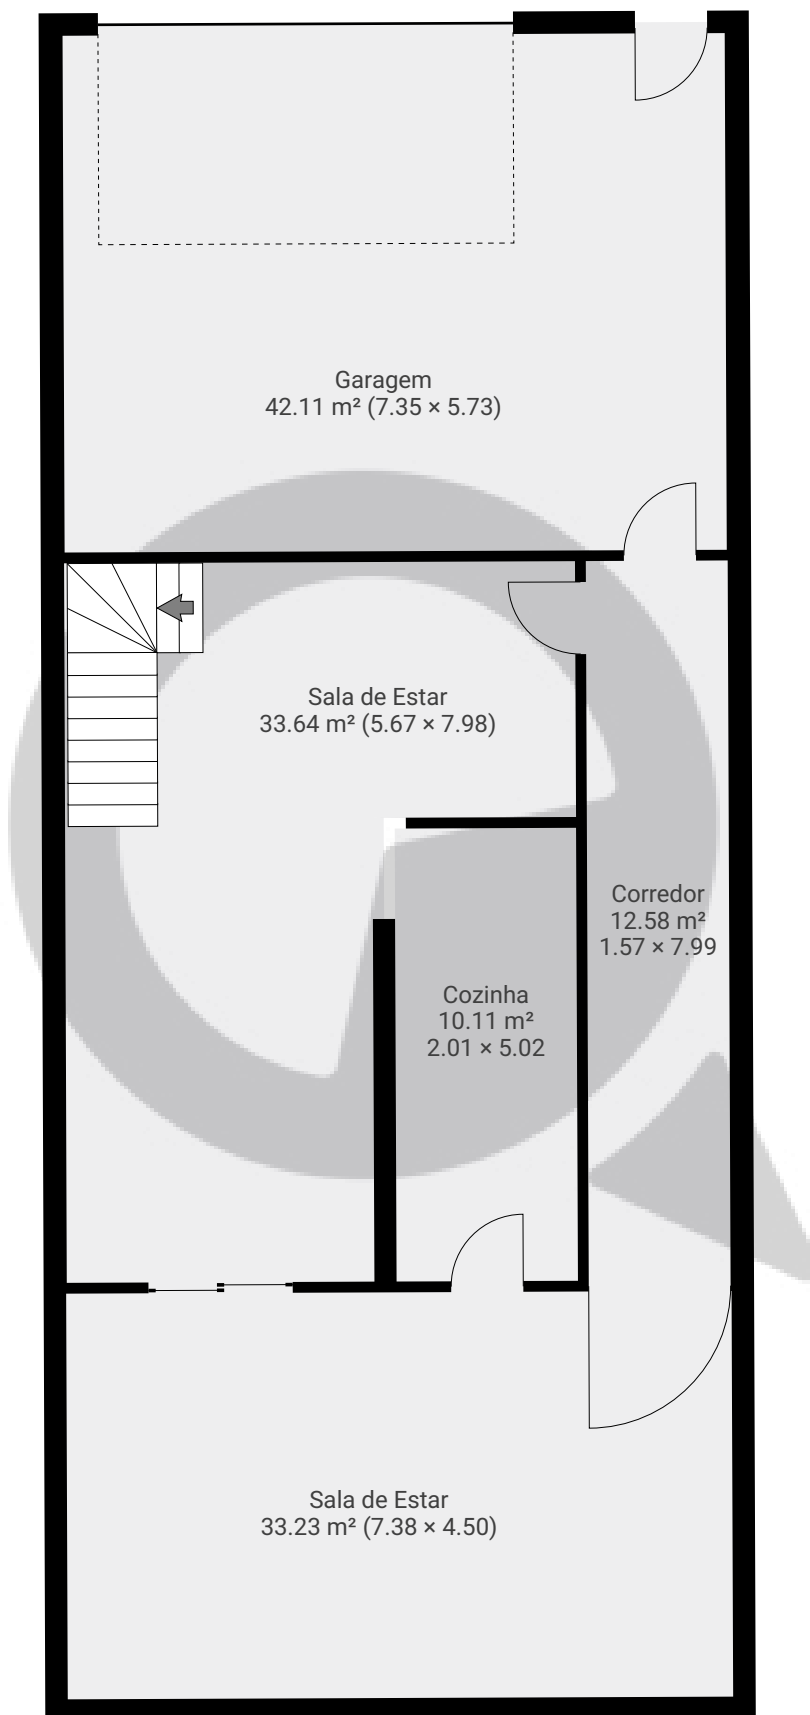 Garagem
42.11 m² (7.35 × 5.73)
Sala de Estar
33.64 m² (5.67 × 7.98)
Corredor
12.58 m²
1.57 × 7.99
Cozinha
10.11 m²
2.01 × 5.02
Sala de Estar
33.23 m² (7.38 × 4.50)